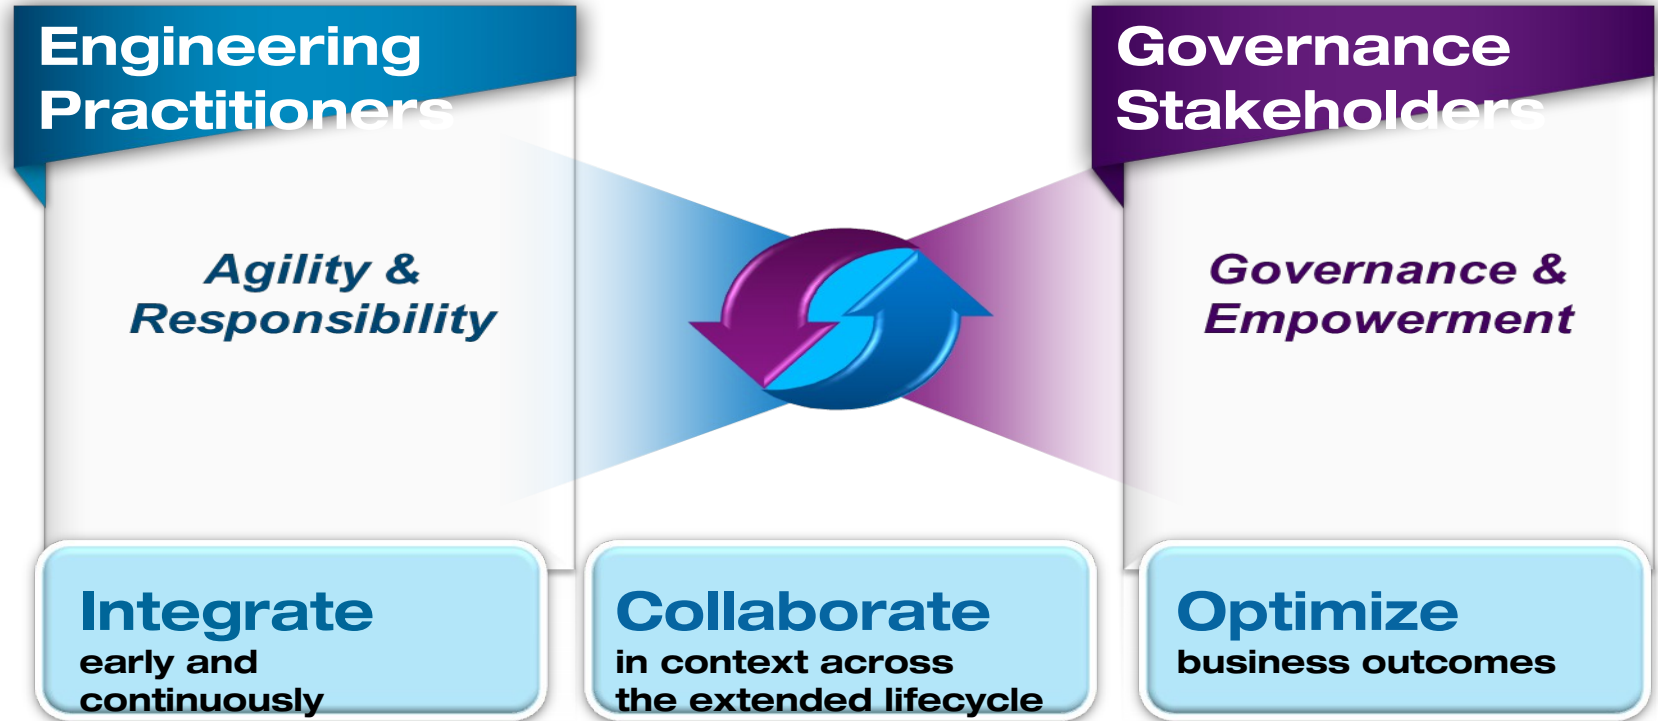 Engineering
Practitioners
Governance
Stakeholders
Agility &
Responsibility
Governance &
Empowerment
Integrate
early and
continuously
Collaborate
in context across
the extended lifecycle
Optimize
business outcomes